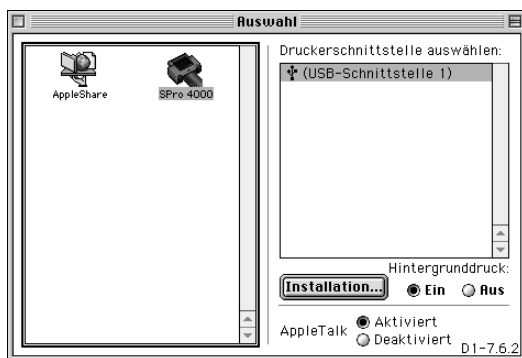 Auswahl
AppleShare
SPro 4000
Druckerschnittstelle auswählen:
(USB-Schnittstelle 1)
Hintergrunddruck:
Installation...
Ein Aus
AppleTalk
Aktiviert
Deaktiviert
D1-7.6.2